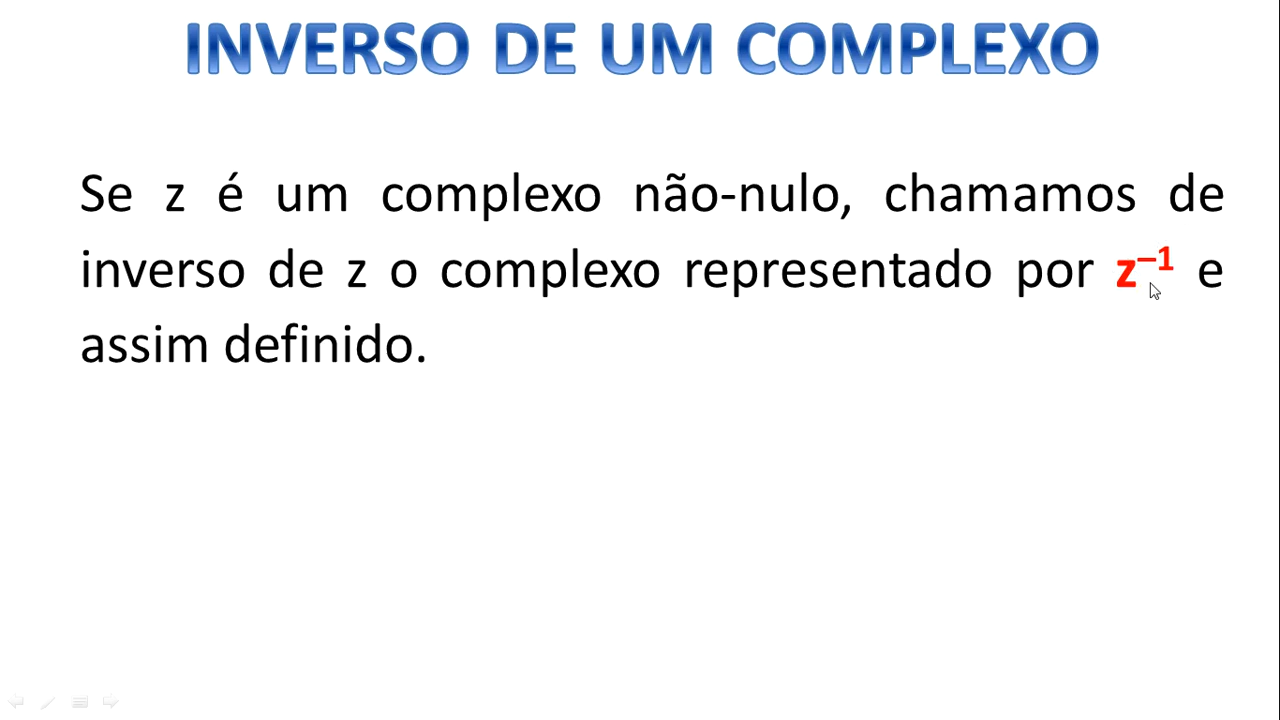 INVERSO DE UM COMPLEXO
Se z é um complexo não-nulo, chamamos de
inverso de z o complexo representado por z⁻¹ e
assim definido.